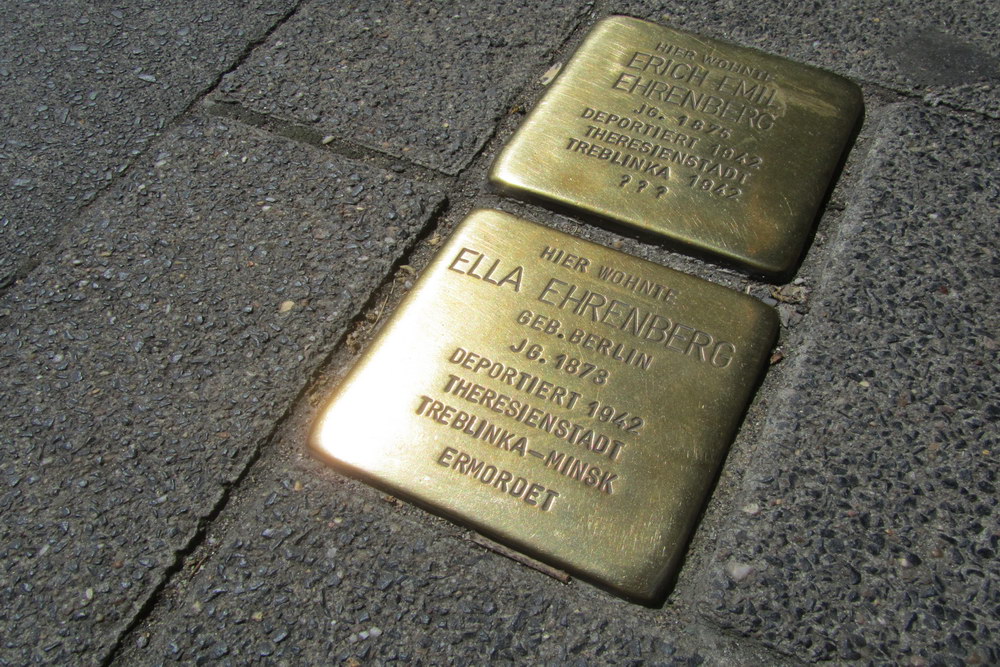 HIER WOHNTE
ERICH EMIL
EHRENBERG
JG. 1875
DEPORTIERT 1942
THERESIENSTADT
TREBLINKA 1942
? ? ?
HIER WOHNTE
ELLA EHRENBERG
GEB. BERLIN
JG. 1878
DEPORTIERT 1942
THERESIENSTADT
TREBLINKA-MINSK
ERMORDET